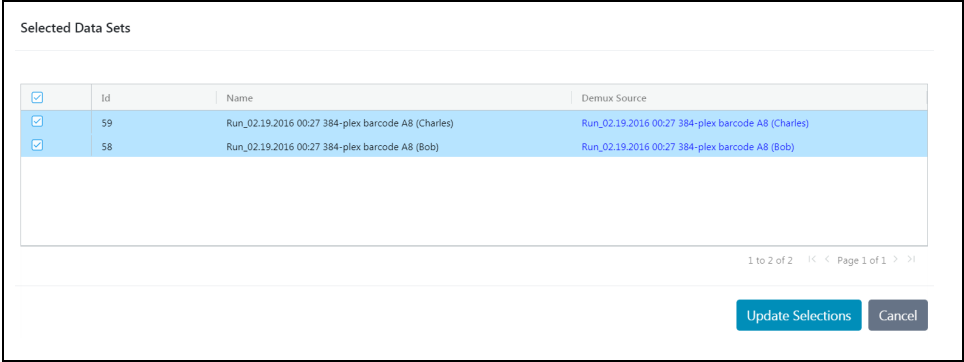 Selected Data Sets
Id Name Demux Source
59 Run_02.19.2016 00:27 384-plex barcode A8 (Charles) Run_02.19.2016 00:27 384-plex barcode A8 (Charles)
58 Run_02.19.2016 00:27 384-plex barcode A8 (Bob) Run_02.19.2016 00:27 384-plex barcode A8 (Bob)
1 to 2 of 2 Page 1 of 1
Update Selections Cancel